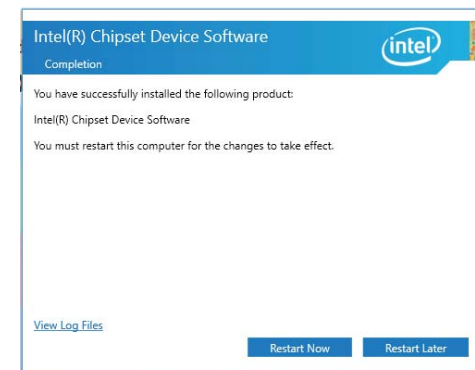 Intel(R) Chipset Device Software
intel
Completion
You have successfully installed the following product:
Intel(R) Chipset Device Software
You must restart this computer for the changes to take effect.
View Log Files
Restart Now
Restart Later